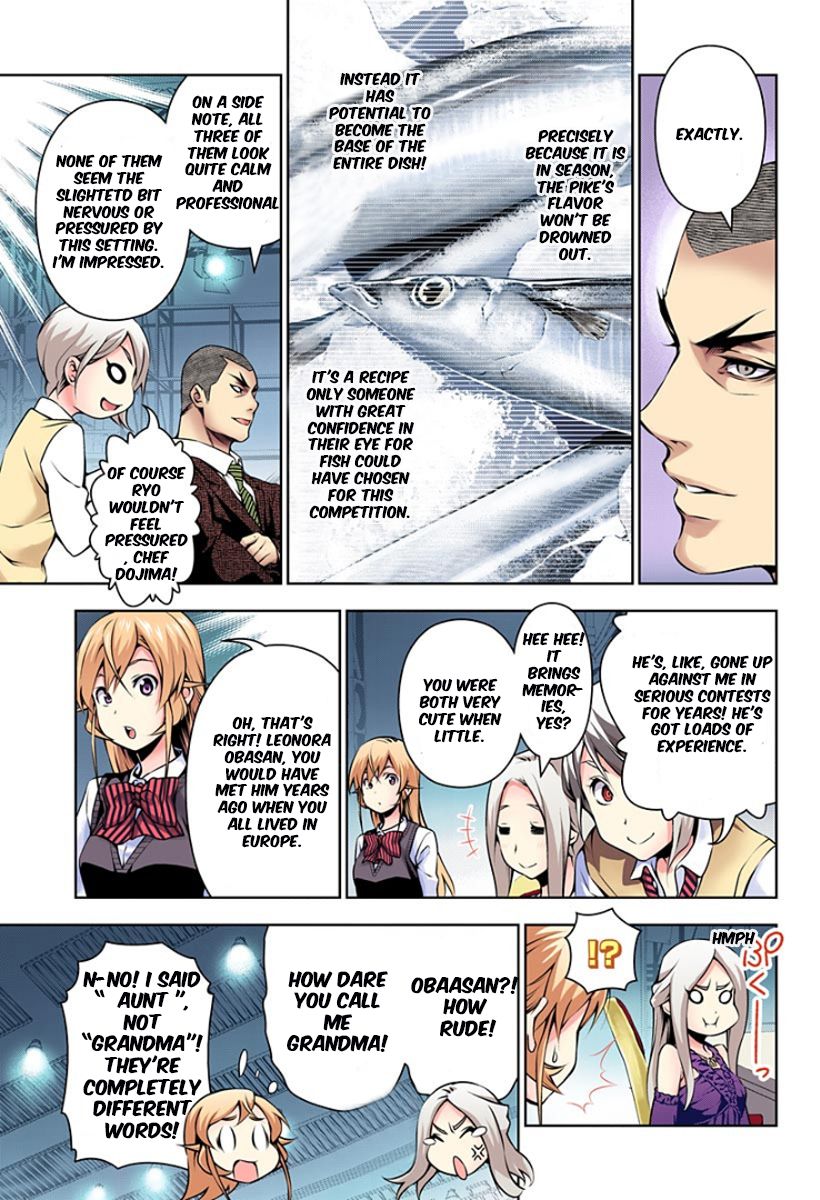 EXACTLY.
PRECISELY
BECAUSE IT IS
IN SEASON,
THE PIKE'S
FLAVOR
WON'T BE
DROWNED
OUT.
INSTEAD IT
HAS
POTENTIAL TO
BECOME THE
BASE OF THE
ENTIRE DISH!
IT'S A RECIPE
ONLY SOMEONE
WITH GREAT
CONFIDENCE
IN THEIR EYE FOR
FISH COULD
HAVE CHOSEN
FOR THIS
COMPETITION.
ON A SIDE
NOTE, ALL
THREE OF
THEM LOOK
QUITE CALM
AND
PROFESSIONAL
NONE OF THEM
SEEM THE
SLIGHTETD BIT
NERVOUS OR
PRESSURED BY
THIS SETTING.
I'M IMPRESSED.
OF COURSE
RYO
WOULDN'T
FEEL
PRESSURED
, CHEF
DOJIMA!
HE'S, LIKE, GONE UP
AGAINST ME IN
SERIOUS CONTESTS
FOR YEARS! HE'S
GOT LOADS OF
EXPERIENCE.
HEE HEE!
IT
BRINGS
MEMOR-
IES,
YES?
YOU WERE
BOTH VERY
CUTE WHEN
LITTLE.
OH, THAT'S
RIGHT! LEONORA
OBASAN, YOU
WOULD HAVE
MET HIM YEARS
AGO WHEN YOU
ALL LIVED IN
EUROPE.
HMPH
ぷく―っ
!?
OBAASAN?!
HOW
RUDE!
HOW DARE
YOU CALL
ME
GRANDMA!
N-NO! I SAID
“ AUNT ”,
NOT
“GRANDMA”!
THEY'RE
COMPLETELY
DIFFERENT
WORDS!